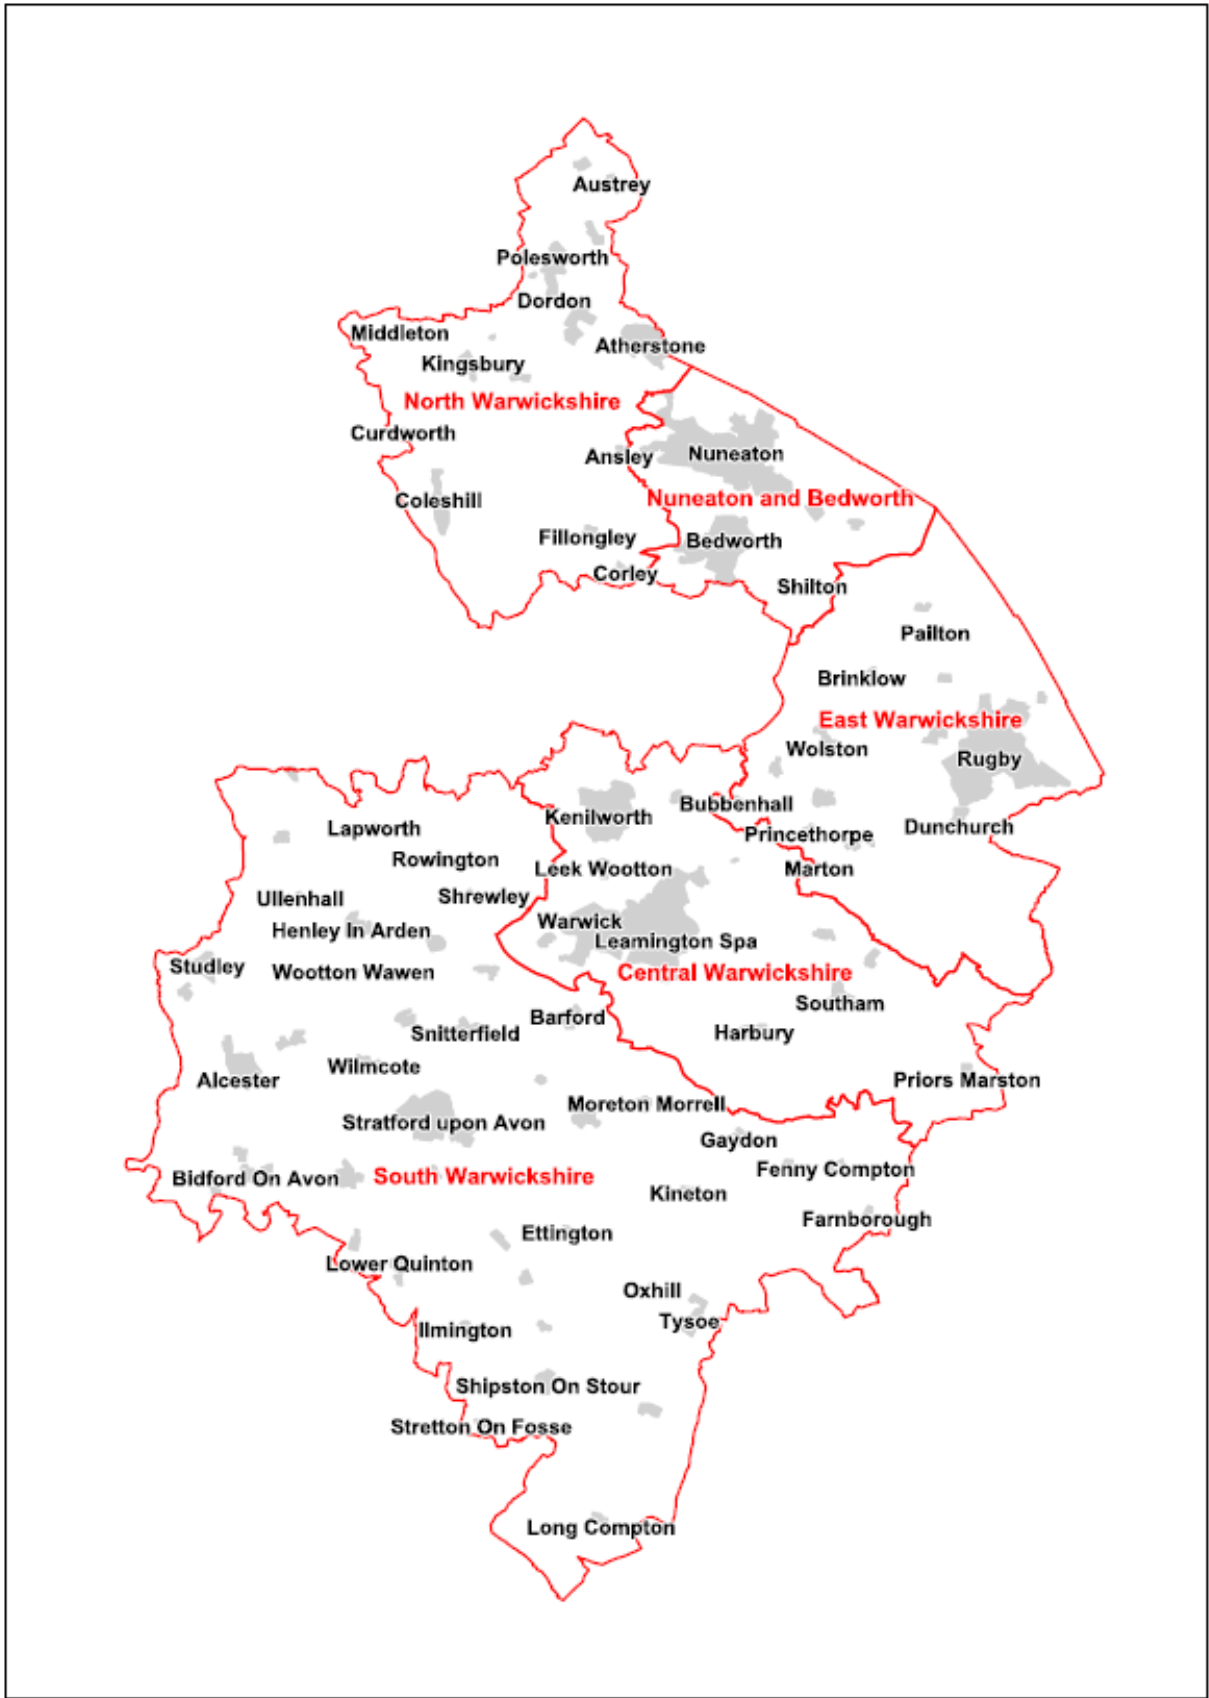 Austrey
Polesworth
Dordon
Middleton
Atherstone
Kingsbury
North Warwickshire
Curdworth
Ansley
Nuneaton
Coleshill
Nuneaton and Bedworth
Fillongley
Bedworth
Corley
Shilton
Pailton
Brinklow
East Warwickshire
Wolston
Rugby
Kenilworth
Bubbenhall
Lapworth
Princethorpe
Dunchurch
Rowington
Leek Wootton
Marton
Ullenhall
Shrewley
Henley In Arden
Warwick
Leamington Spa
Studley
Wootton Wawen
Central Warwickshire
Southam
Barford
Snitterfield
Harbury
Wilmcote
Alcester
Priors Marston
Moreton Morrell
Stratford upon Avon
Gaydon
Fenny Compton
Bidford On Avon
South Warwickshire
Kineton
Farnborough
Ettington
Lower Quinton
Oxhill
Tysoe
Ilmington
Shipston On Stour
Stretton On Fosse
Long Compton